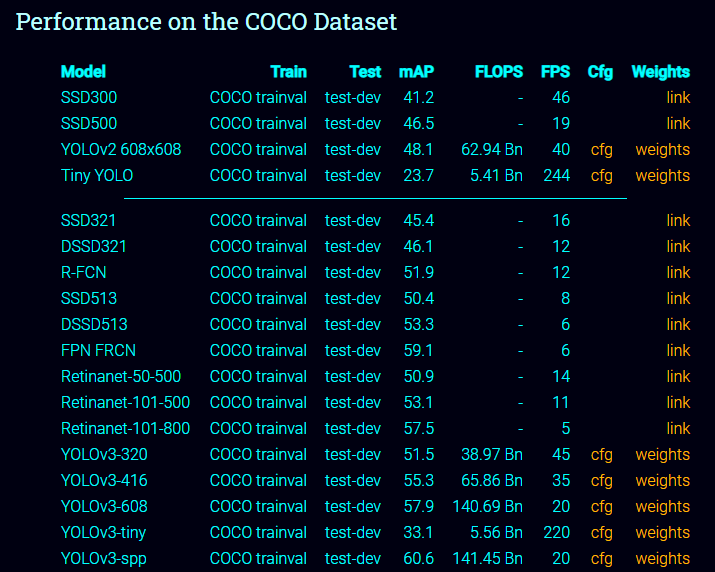 Performance on the COCO Dataset
Model Train Test mAP FLOPS FPS Cfg Weights
SSD300 COCO trainval test-dev 41.2 - 46 link
SSD500 COCO trainval test-dev 46.5 - 19 link
YOLOv2 608x608 COCO trainval test-dev 48.1 62.94 Bn 40 cfg weights
Tiny YOLO COCO trainval test-dev 23.7 5.41 Bn 244 cfg weights
SSD321 COCO trainval test-dev 45.4 - 16 link
DSSD321 COCO trainval test-dev 46.1 - 12 link
R-FCN COCO trainval test-dev 51.9 - 12 link
SSD513 COCO trainval test-dev 50.4 - 8 link
DSSD513 COCO trainval test-dev 53.3 - 6 link
FPN FRCN COCO trainval test-dev 59.1 - 6 link
Retinanet-50-500 COCO trainval test-dev 50.9 - 14 link
Retinanet-101-500 COCO trainval test-dev 53.1 - 11 link
Retinanet-101-800 COCO trainval test-dev 57.5 - 5 link
YOLOv3-320 COCO trainval test-dev 51.5 38.97 Bn 45 cfg weights
YOLOv3-416 COCO trainval test-dev 55.3 65.86 Bn 35 cfg weights
YOLOv3-608 COCO trainval test-dev 57.9 140.69 Bn 20 cfg weights
YOLOv3-tiny COCO trainval test-dev 33.1 5.56 Bn 220 cfg weights
YOLOv3-spp COCO trainval test-dev 60.6 141.45 Bn 20 cfg weights